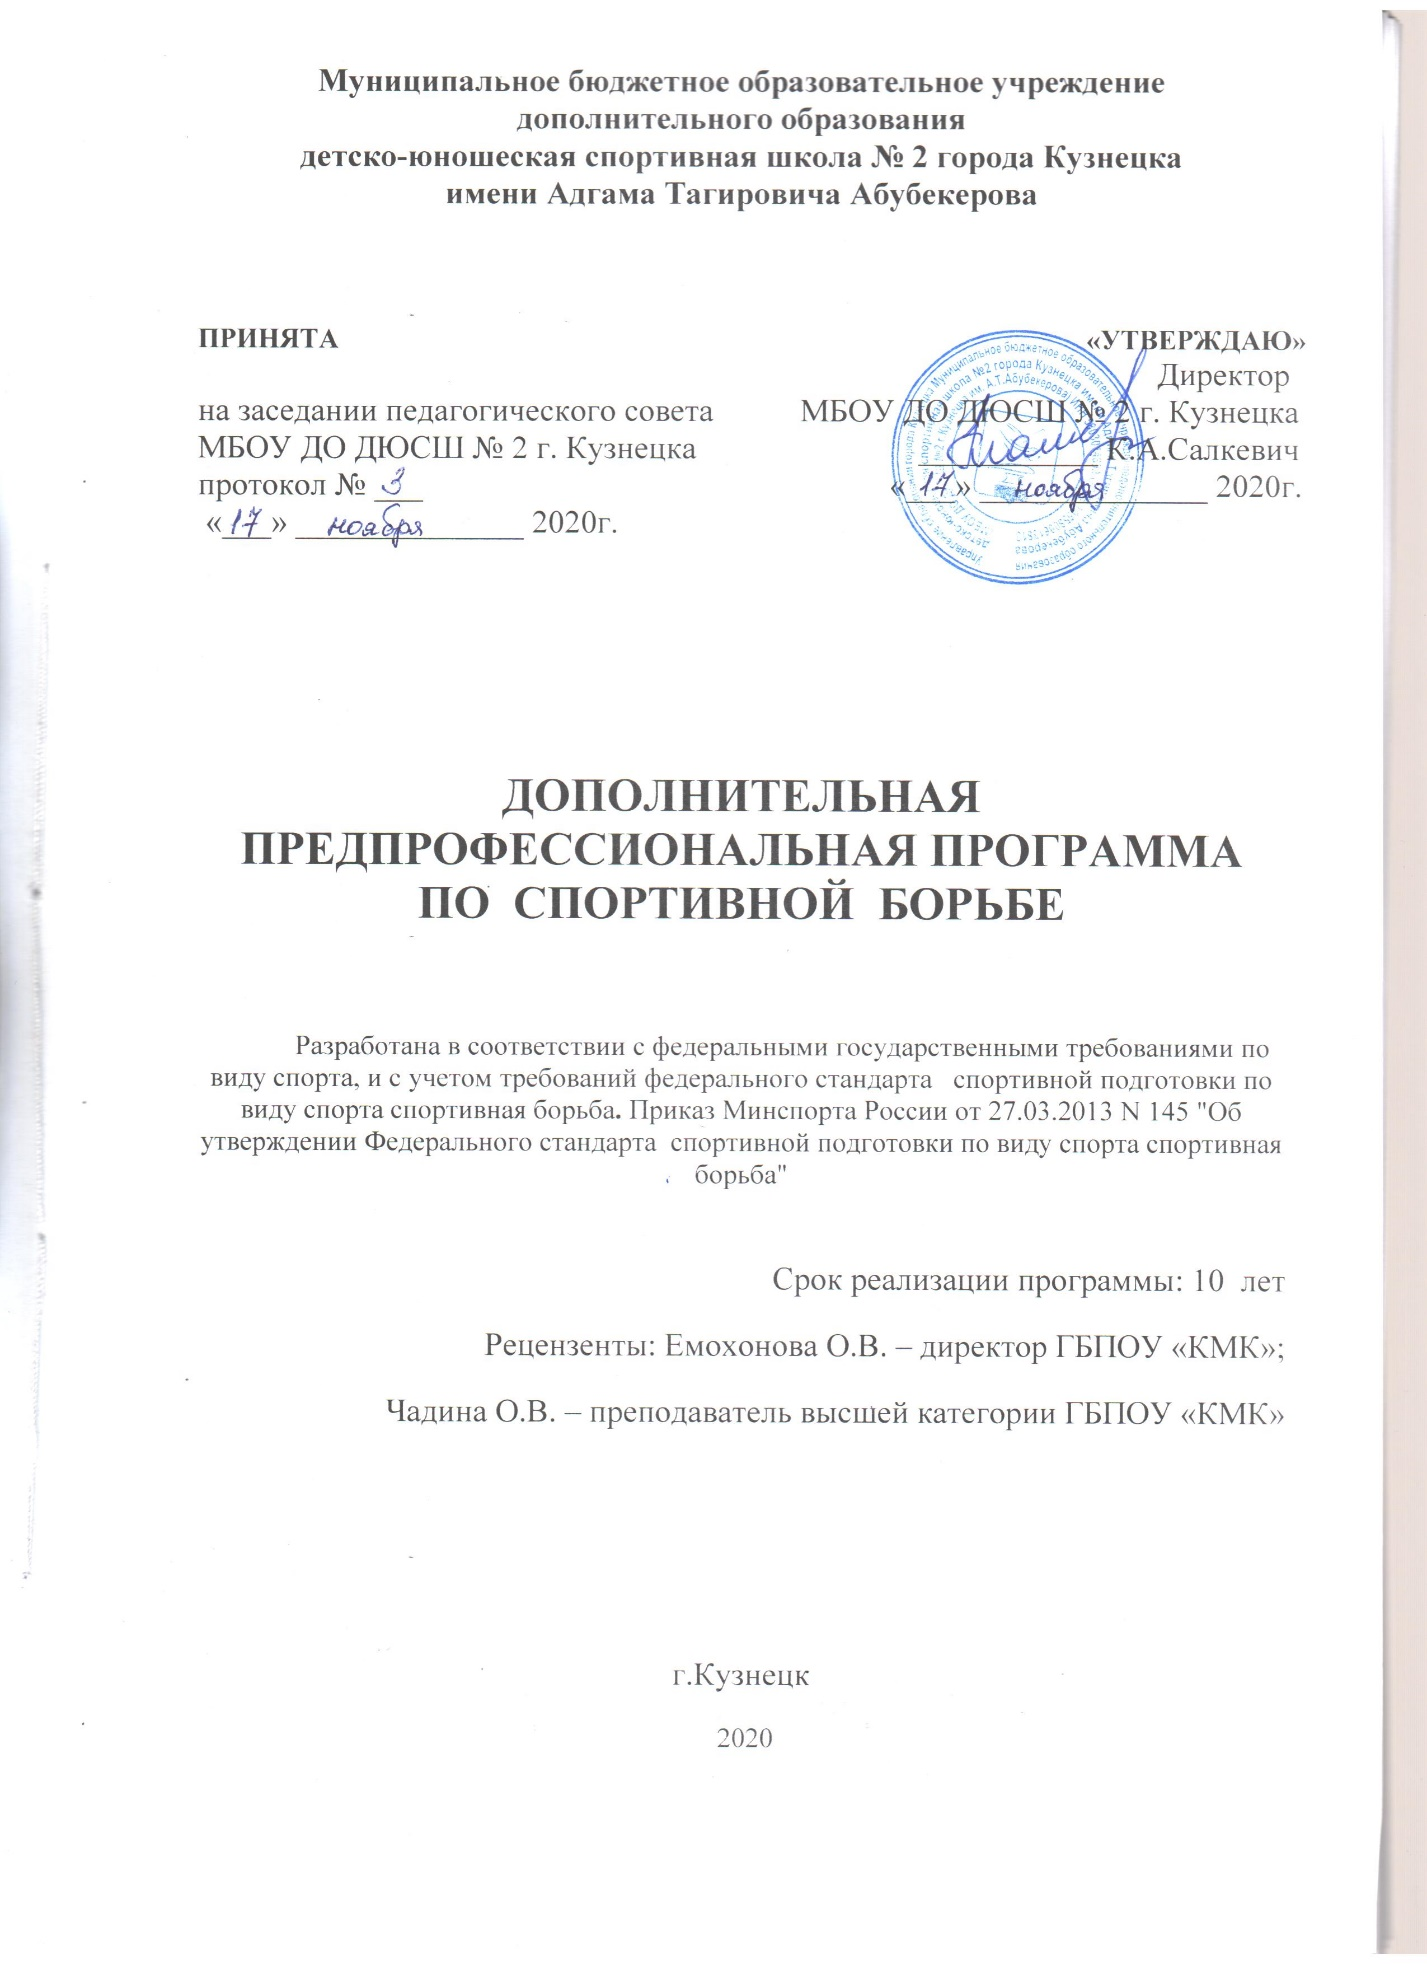 Муниципальное бюджетное образовательное учреждение
дополнительного образования
детско-юношеская спортивная школа № 2 города Кузнецка
имени Адгама Тагировича Абубекерова
ПРИНЯТА
на заседании педагогического совета
МБОУ ДО ДЮСШ № 2 г. Кузнецка
протокол № 3
«17» ноября 2020г.
«УТВЕРЖДАЮ»
Директор
МБОУ ДО ДЮСШ № 2 г. Кузнецка
К.А.Салкевич
«17» ноября 2020г.
ДОПОЛНИТЕЛЬНАЯ
ПРЕДПРОФЕССИОНАЛЬНАЯ ПРОГРАММА
ПО СПОРТИВНОЙ БОРЬБЕ
Разработана в соответствии с федеральными государственными требованиями по
виду спорта, и с учетом требований федерального стандарта спортивной подготовки по
виду спорта спортивная борьба. Приказ Минспорта России от 27.03.2013 N 145 "Об
утверждении Федерального стандарта спортивной подготовки по виду спорта спортивная
борьба"
Срок реализации программы: 10 лет
Рецензенты: Емохонова О.В. – директор ГБПОУ «КМК»;
Чадина О.В. – преподаватель высшей категории ГБПОУ «КМК»
г.Кузнецк
2020